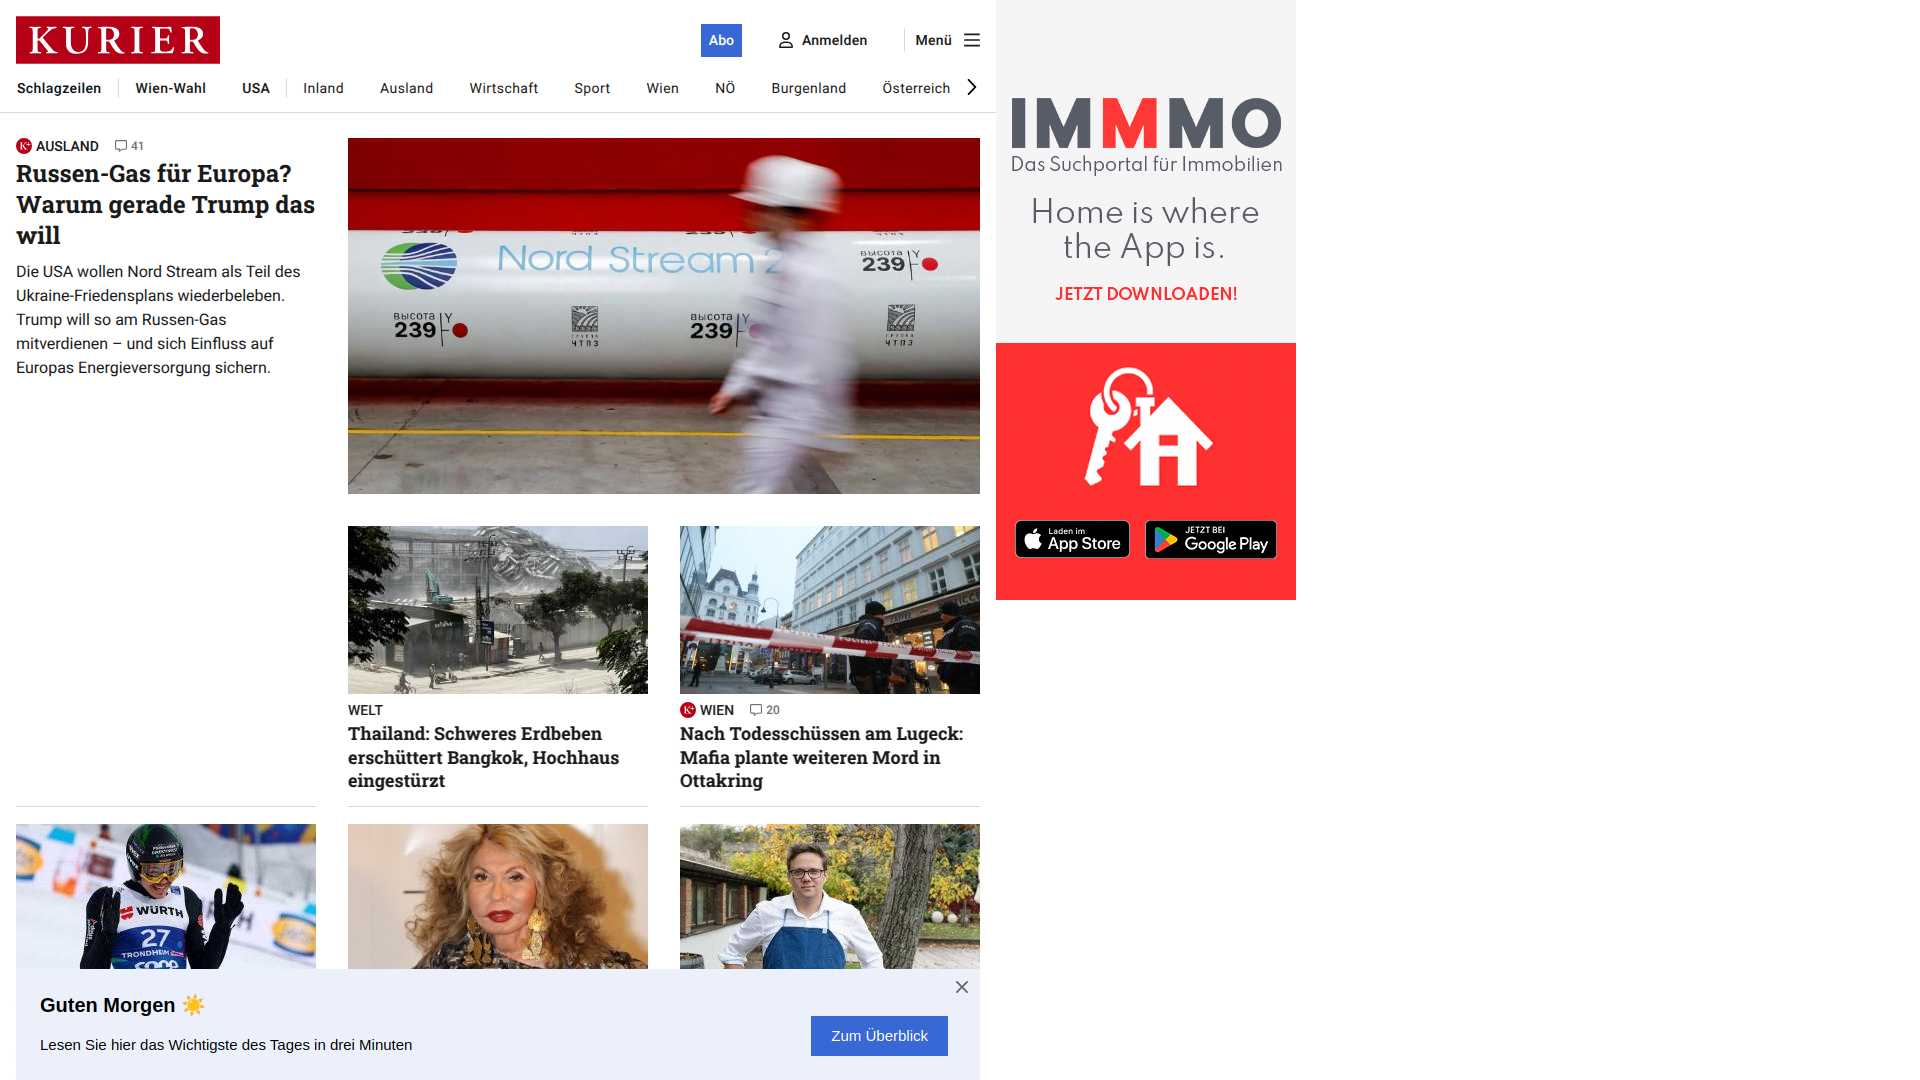 KURIER
Abo
Anmelden
Menü
Schlagzeilen
Wien-Wahl
USA
Inland
Ausland
Wirtschaft
Sport
Wien
NÖ
Burgenland
Österreich
K+ AUSLAND 41
Russen-Gas für Europa?
Warum gerade Trump das
will
Die USA wollen Nord Stream als Teil des
Ukraine-Friedensplans wiederbeleben.
Trump will so am Russen-Gas
mitverdienen – und sich Einfluss auf
Europas Energieversorgung sichern.
Nord Stream 2
ВЫСОТА
239
ВЫСОТА
239
ВЫСОТА
239
ЧТПЗ
ЧТПЗ
WELT
Thailand: Schweres Erdbeben
erschüttert Bangkok, Hochhaus
eingestürzt
K+ WIEN 20
Nach Todesschüssen am Lugeck:
Mafia plante weiteren Mord in
Ottakring
WÜRTH
27
TRONDHEIM
Guten Morgen ☀️
Lesen Sie hier das Wichtigste des Tages in drei Minuten
Zum Überblick
IMMMO
Das Suchportal für Immobilien
Home is where
the App is.
JETZT DOWNLOADEN!
Laden im
App Store
JETZT BEI
Google Play